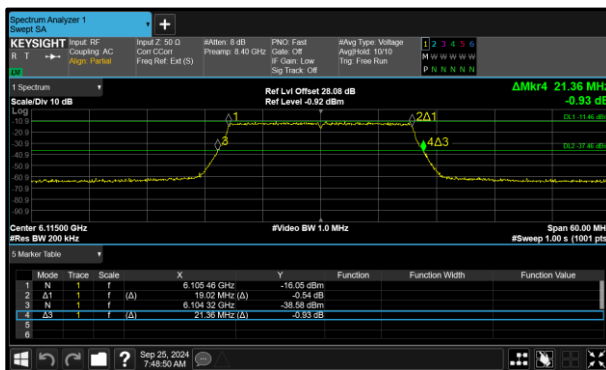 Spectrum Analyzer 1
Swept SA
KEYSIGHT Input: RF Input Z: 50 Ω #Atten: 8 dB PNO: Fast #Avg Type: Voltage 1 2 3 4 5 6
R T Coupling: AC Corr CCorr Preamp: 8.40 GHz Gate: Off Avg|Hold: 10/10 M W W W W W
Align: Partial Freq Ref: Ext (S) IF Gain: Low Trig: Free Run P N N N N N
LW Sig Track: Off
1 Spectrum Ref Lvl Offset 28.08 dB ΔMkr4 21.36 MHz
Scale/Div 10 dB Ref Level -0.92 dBm -0.93 dB
Log
-10.9 1 2Δ1 DL1 -11.46 dBm
-20.9
-30.9 3 4Δ3 DL2 -37.46 dBm
-40.9
-50.9
-60.9
-70.9
-80.9
-90.9
Center 6.11500 GHz #Video BW 1.0 MHz Span 60.00 MHz
#Res BW 200 kHz #Sweep 1.00 s (1001 pts)
5 Marker Table
Mode Trace Scale X Y Function Function Width Function Value
1 N 1 f 6.105 46 GHz -16.05 dBm
2 Δ1 1 f (Δ) 19.02 MHz (Δ) -0.54 dB
3 N 1 f 6.104 32 GHz -38.58 dBm
4 Δ3 1 f (Δ) 21.36 MHz (Δ) -0.93 dB
5
6
? Sep 25, 2024
7:48:50 AM